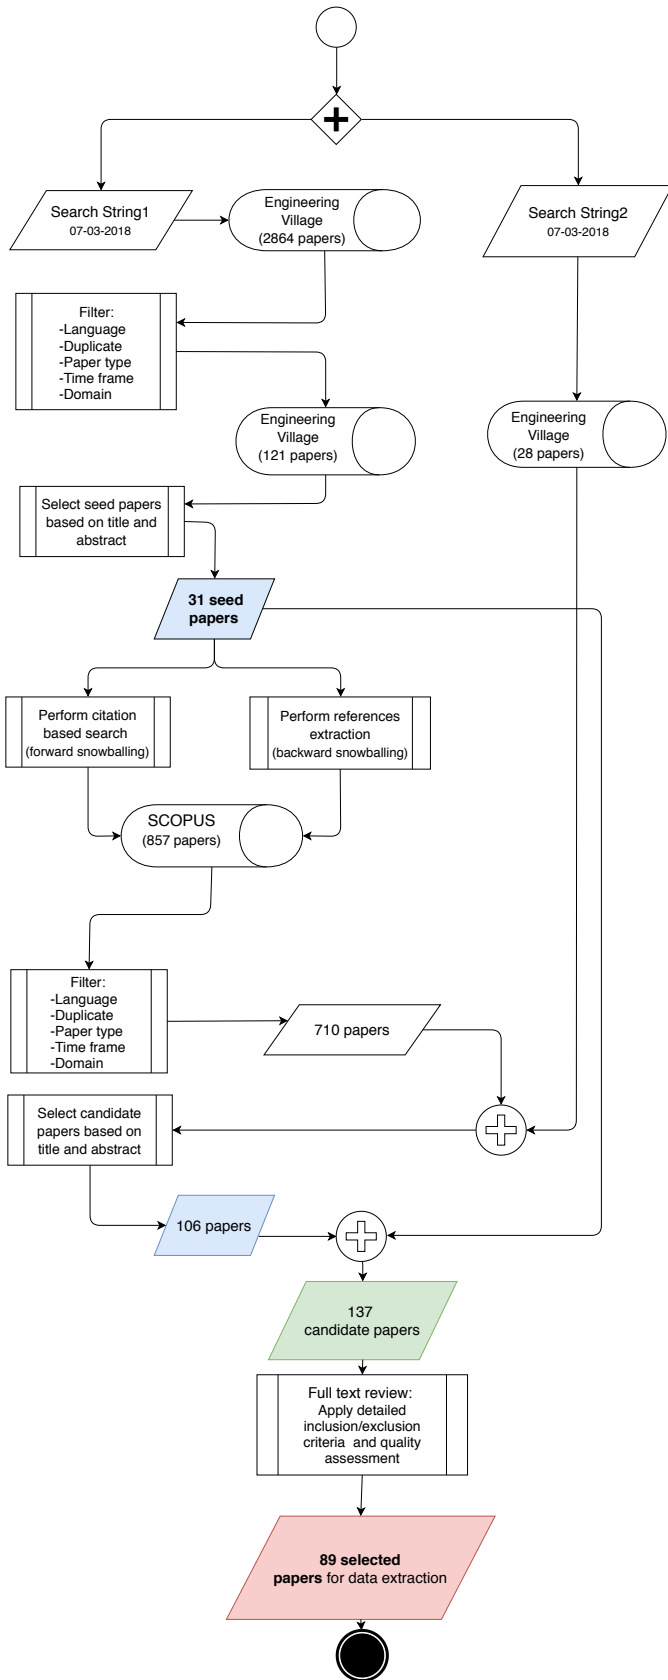 Search String1
07-03-2018
Engineering
Village
(2864 papers)
Search String2
07-03-2018
Filter:
-Language
-Duplicate
-Paper type
-Time frame
-Domain
Engineering
Village
(121 papers)
Engineering
Village
(28 papers)
Select seed papers
based on title and
abstract
31 seed
papers
Perform citation
based search
(forward snowballing)
Perform references
extraction
(backward snowballing)
SCOPUS
(857 papers)
Filter:
-Language
-Duplicate
-Paper type
-Time frame
-Domain
710 papers
Select candidate
papers based on
title and abstract
106 papers
137
candidate papers
Full text review:
Apply detailed
inclusion/exclusion
criteria and quality
assessment
89 selected
papers for data extraction